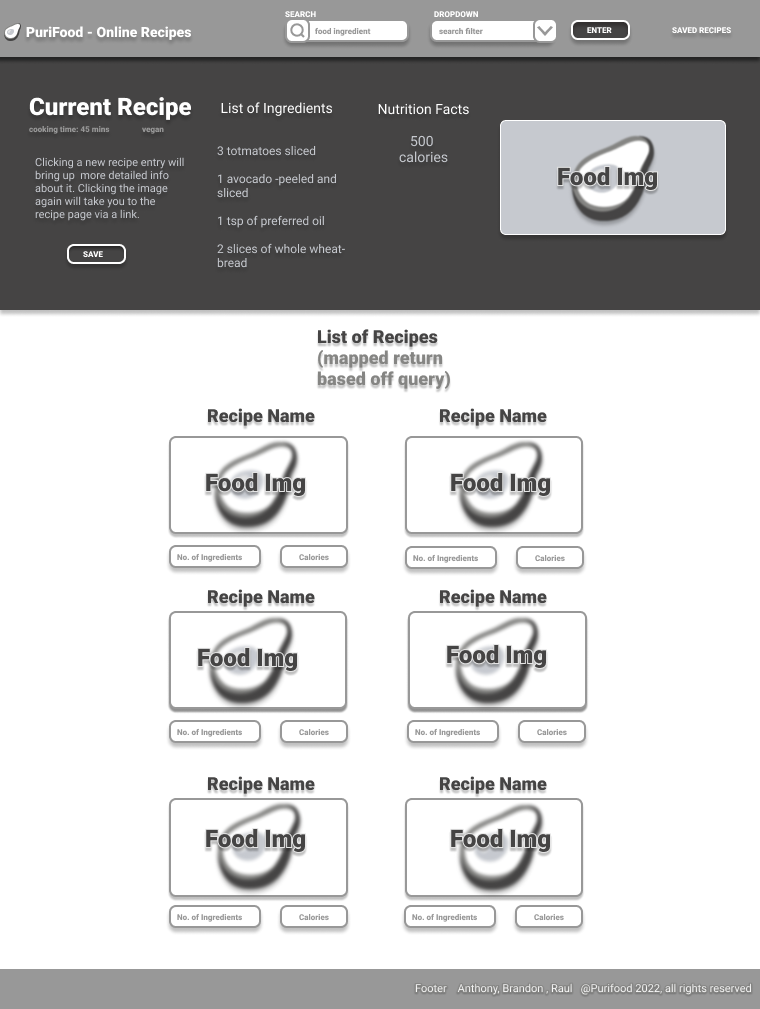 SEARCH
DROPDOWN
PuriFood - Online Recipes
food ingredient
search filter
ENTER
SAVED RECIPES
Current Recipe
cooking time: 45 mins
vegan
Clicking a new recipe entry will
bring up  more detailed info
about it. Clicking the image
again will take you to the
recipe page via a link.
SAVE
List of Ingredients
3 totmatoes sliced
1 avocado -peeled and
sliced
1 tsp of preferred oil
2 slices of whole wheat-
bread
Nutrition Facts
500
calories
Food Img
List of Recipes
(mapped return
based off query)
Recipe Name
Recipe Name
Food Img
Food Img
No. of Ingredients
Calories
No. of Ingredients
Calories
Recipe Name
Recipe Name
Food Img
Food Img
No. of Ingredients
Calories
No. of Ingredients
Calories
Recipe Name
Recipe Name
Food Img
Food Img
No. of Ingredients
Calories
No. of Ingredients
Calories
Footer    Anthony, Brandon , Raul   @Purifood 2022, all rights reserved